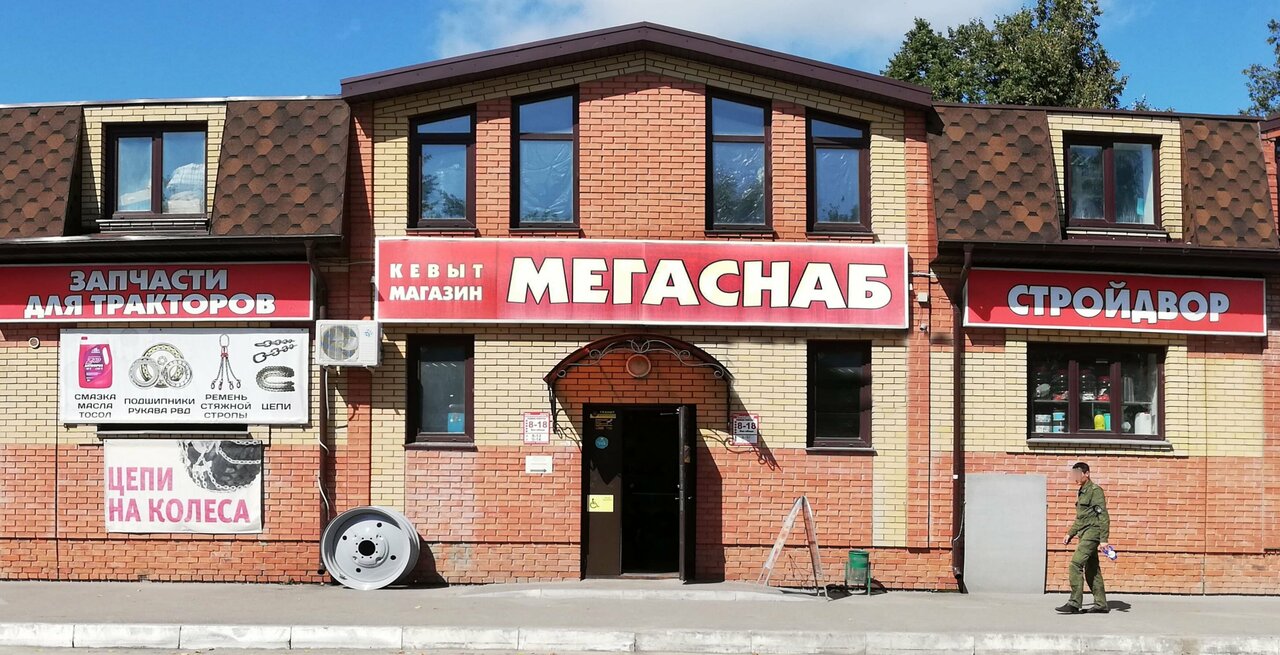 ЗАПЧАСТИ
ДЛЯ ТРАКТОРОВ
КЕВЫТ
МАГАЗИН
МЕГАСНАБ
СТРОЙДВОР
СМАЗКА
МАСЛА
ТОСОЛ
ПОДШИПНИКИ
РУКАВА РВД
РЕМЕНЬ
СТЯЖНОЙ
СТРОПЫ
ЦЕПИ
ЦЕПИ
НА КОЛЕСА
8-18
8-18